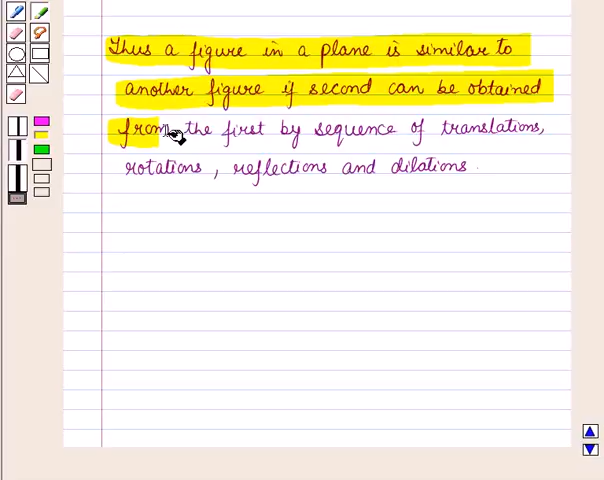 Thus a figure in a plane is similar to
another figure if second can be obtained
from the first by sequence of translations,
rotations, reflections and dilations.